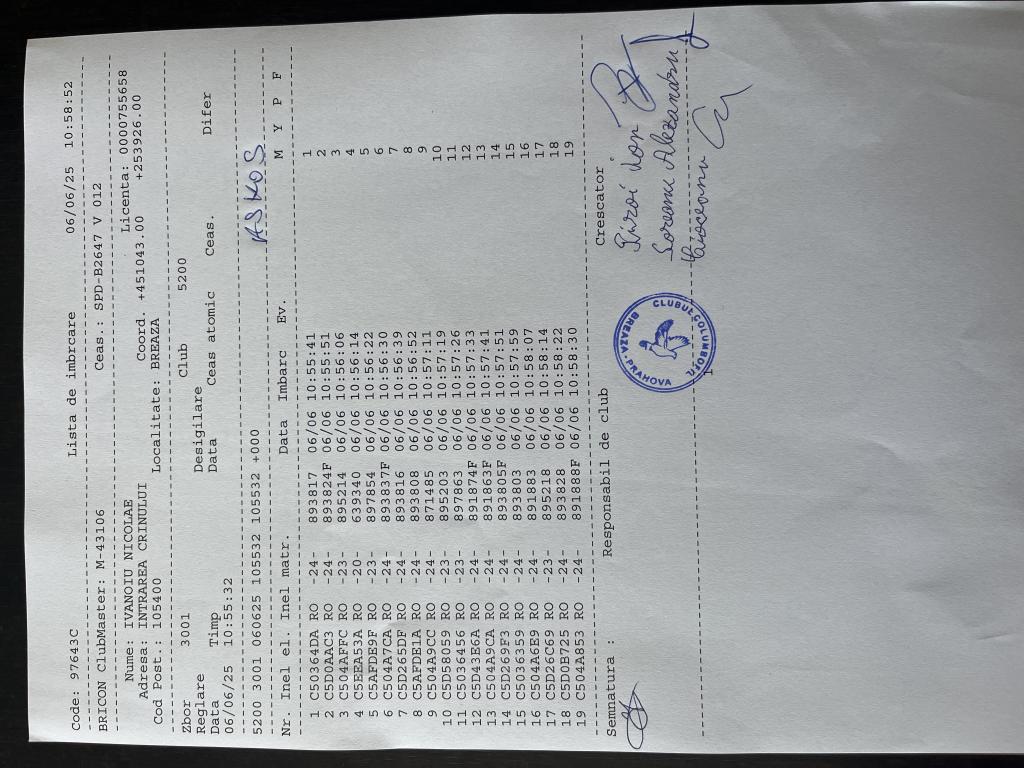 Code: 97643C Lista de imbrcare 06/06/25 10:58:52
BRICON ClubMaster: M-43106 Ceas.: SPD-B2647 V 012
Nume: IVANOIU NICOLAE Licenta: 0000755658
Adresa: INTRAREA CRINULUI Coord. +451043.00 +253926.00
Cod Post.: 105400 Localitate: BREAZA
Zbor 3001 Club 5200
Reglare Desigilare
Data Timp Data Ceas atomic Ceas. Difer
06/06/25 10:55:32
5200 3001 060625 105532 105532 +000
Nr. Inel el. Inel matr. Data Imbarc Ev. M Y P F
1 C50364DA RO -24- 893817 06/06 10:55:41 1
2 C5D0AAC3 RO -24- 893824F 06/06 10:55:51 2
3 C504AFFC RO -23- 895214 06/06 10:56:06 3
4 C5EEA53A RO -20- 639340 06/06 10:56:14 4
5 C5AFDE9F RO -23- 897854 06/06 10:56:22 5
6 C504A7CA RO -24- 893837F 06/06 10:56:30 6
7 C5D265DF RO -24- 893816 06/06 10:56:39 7
8 C5AFDE1A RO -24- 893808 06/06 10:56:52 8
9 C504A9CC RO -24- 871485 06/06 10:57:11 9
10 C5D58059 RO -23- 895203 06/06 10:57:19 10
11 C5036456 RO -23- 897863 06/06 10:57:26 11
12 C5D43E6A RO -24- 891874F 06/06 10:57:33 12
13 C504A9CA RO -24- 891863F 06/06 10:57:41 13
14 C5D269F3 RO -24- 893805F 06/06 10:57:51 14
15 C5036359 RO -24- 893803 06/06 10:57:59 15
16 C504A6E9 RO -24- 891883 06/06 10:58:07 16
17 C5D26C69 RO -23- 895218 06/06 10:58:14 17
18 C5D0B725 RO -24- 893828 06/06 10:58:22 18
19 C504A853 RO -24- 891888F 06/06 10:58:30 19
Semnatura : Responsabil de club Crescator
CLUBUL COLUMBOFIL
BREAZA - PRAHOVA
Alexandru